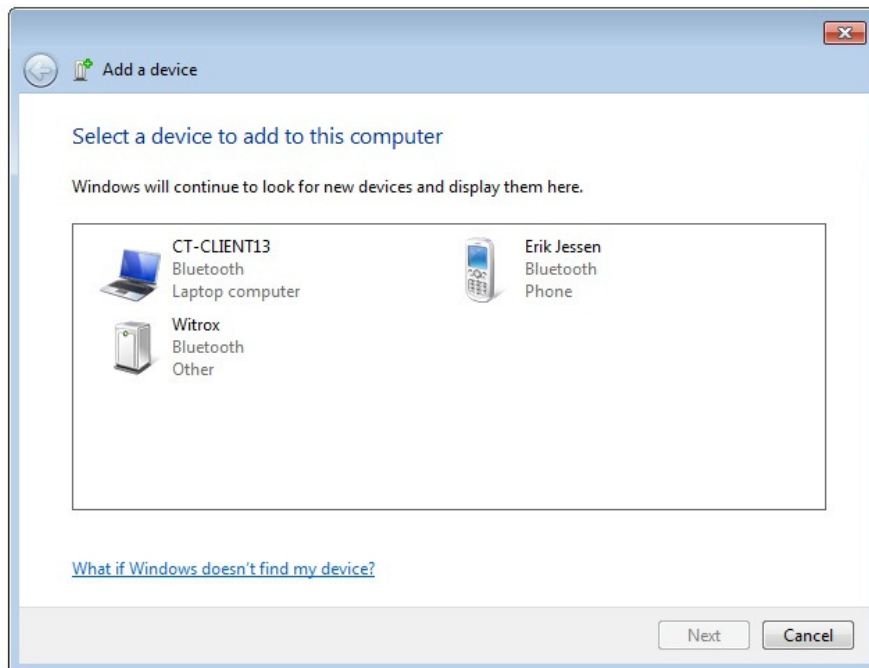 Add a device
Select a device to add to this computer
Windows will continue to look for new devices and display them here.
CT-CLIENT13
Bluetooth
Laptop computer
Erik Jessen
Bluetooth
Phone
Witrox
Bluetooth
Other
What if Windows doesn't find my device?
Next
Cancel